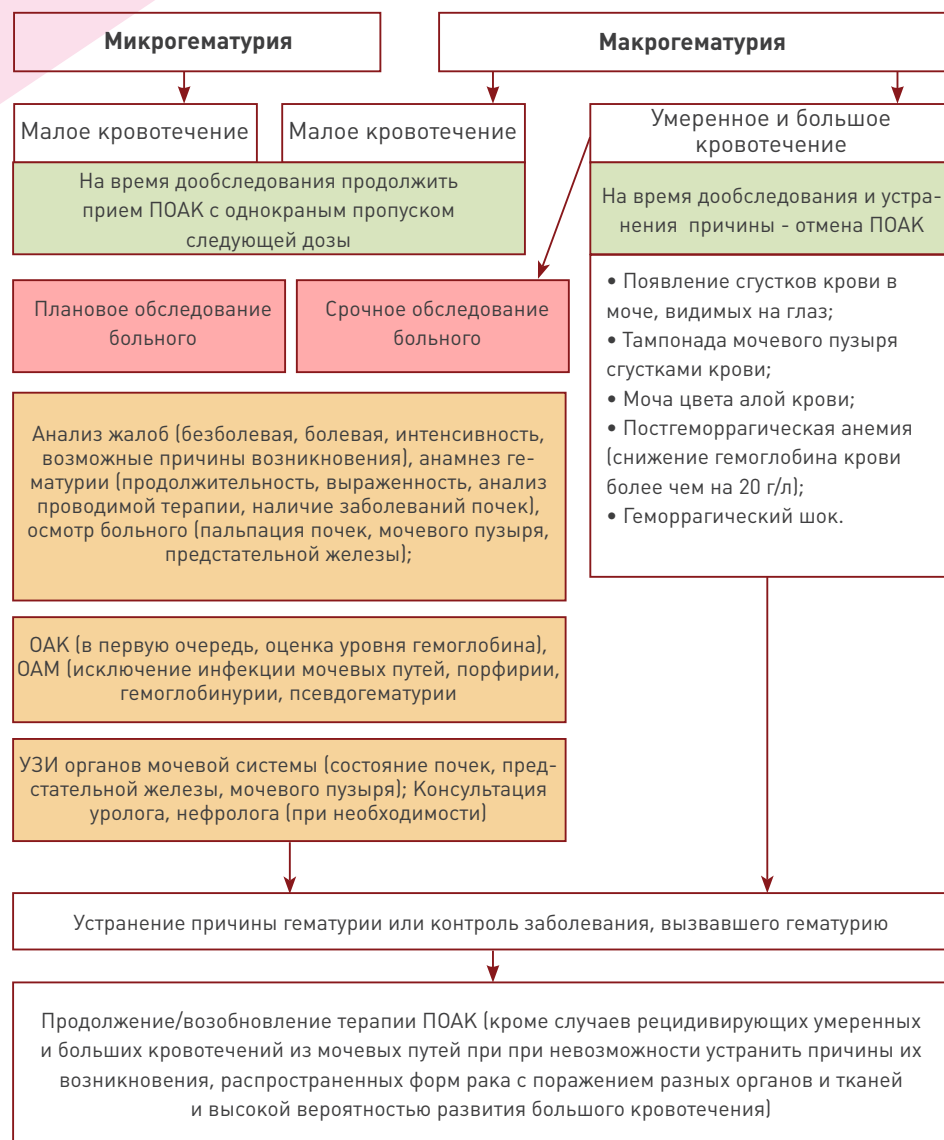 Микрогематурия
Макрогематурия
Малое кровотечение
Малое кровотечение
Умеренное и большое
кровотечение
На время дообследования продолжить
прием ПОАК с однокраным пропуском
следующей дозы
На время дообследования и устра-
нения причины - отмена ПОАК
Плановое обследование
больного
Срочное обследование
больного
• Появление сгустков крови в
моче, видимых на глаз;
• Тампонада мочевого пузыря
сгустками крови;
• Моча цвета алой крови;
• Постгеморрагическая анемия
(снижение гемоглобина крови
более чем на 20 г/л);
• Геморрагический шок.
Анализ жалоб (безболевая, болевая, интенсивность,
возможные причины возникновения), анамнез ге-
матурии (продолжительность, выраженность, анализ
проводимой терапии, наличие заболеваний почек),
осмотр больного (пальпация почек, мочевого пузыря,
предстательной железы);
ОАК (в первую очередь, оценка уровня гемоглобина),
ОАМ (исключение инфекции мочевых путей, порфирии,
гемоглобинурии, псевдогематурии
УЗИ органов мочевой системы (состояние почек, пред-
стательной железы, мочевого пузыря); Консультация
уролога, нефролога (при необходимости)
Устранение причины гематурии или контроль заболевания, вызвавшего гематурию
Продолжение/возобновление терапии ПОАК (кроме случаев рецидивирующих умеренных
и больших кровотечений из мочевых путей при при невозможности устранить причины их
возникновения, распространенных форм рака с поражением разных органов и тканей
и высокой вероятностью развития большого кровотечения)